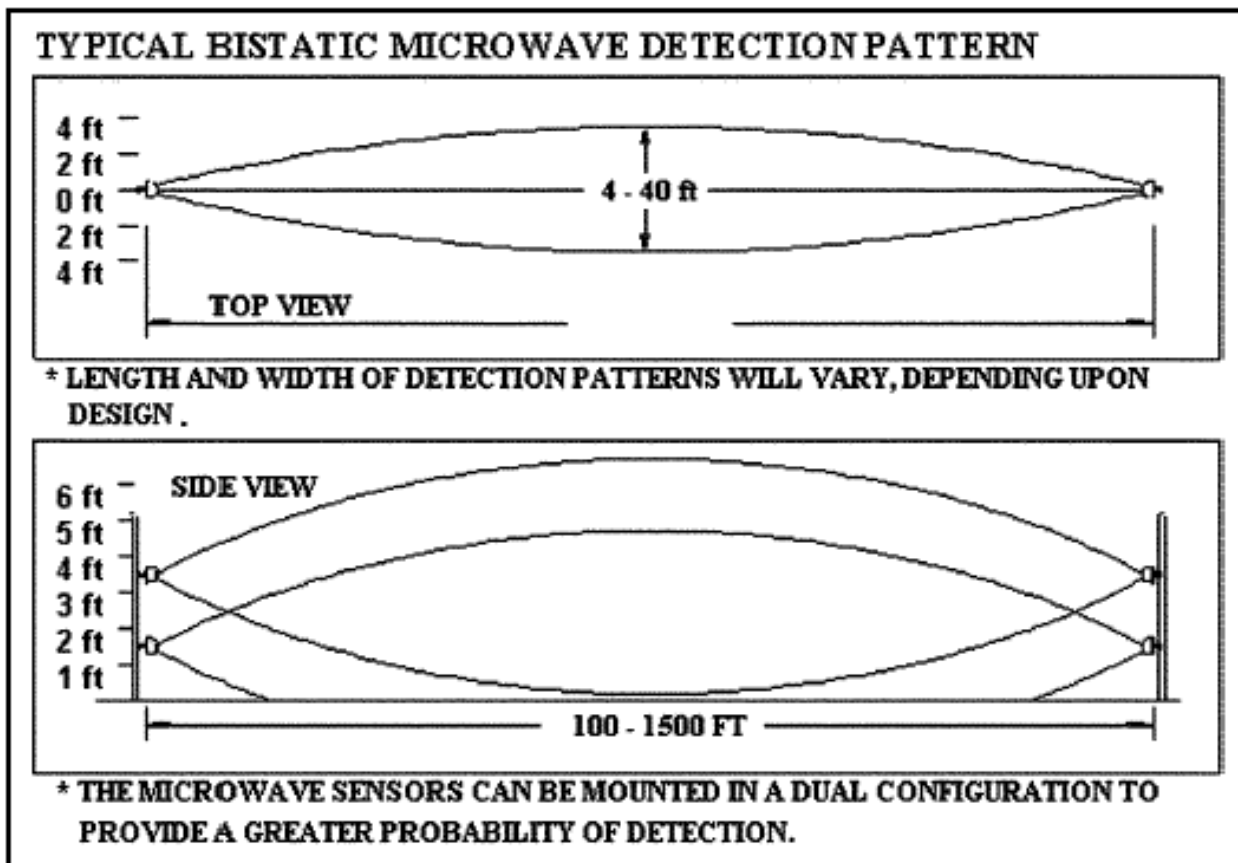 TYPICAL BISTATIC MICROWAVE DETECTION PATTERN
4 ft
2 ft
0 ft
2 ft
4 ft
4 - 40 ft
TOP VIEW
* LENGTH AND WIDTH OF DETECTION PATTERNS WILL VARY, DEPENDING UPON
DESIGN .
SIDE VIEW
6 ft
5 ft
4 ft
3 ft
2 ft
1 ft
100 - 1500 FT
* THE MICROWAVE SENSORS CAN BE MOUNTED IN A DUAL CONFIGURATION TO
PROVIDE A GREATER PROBABILITY OF DETECTION.